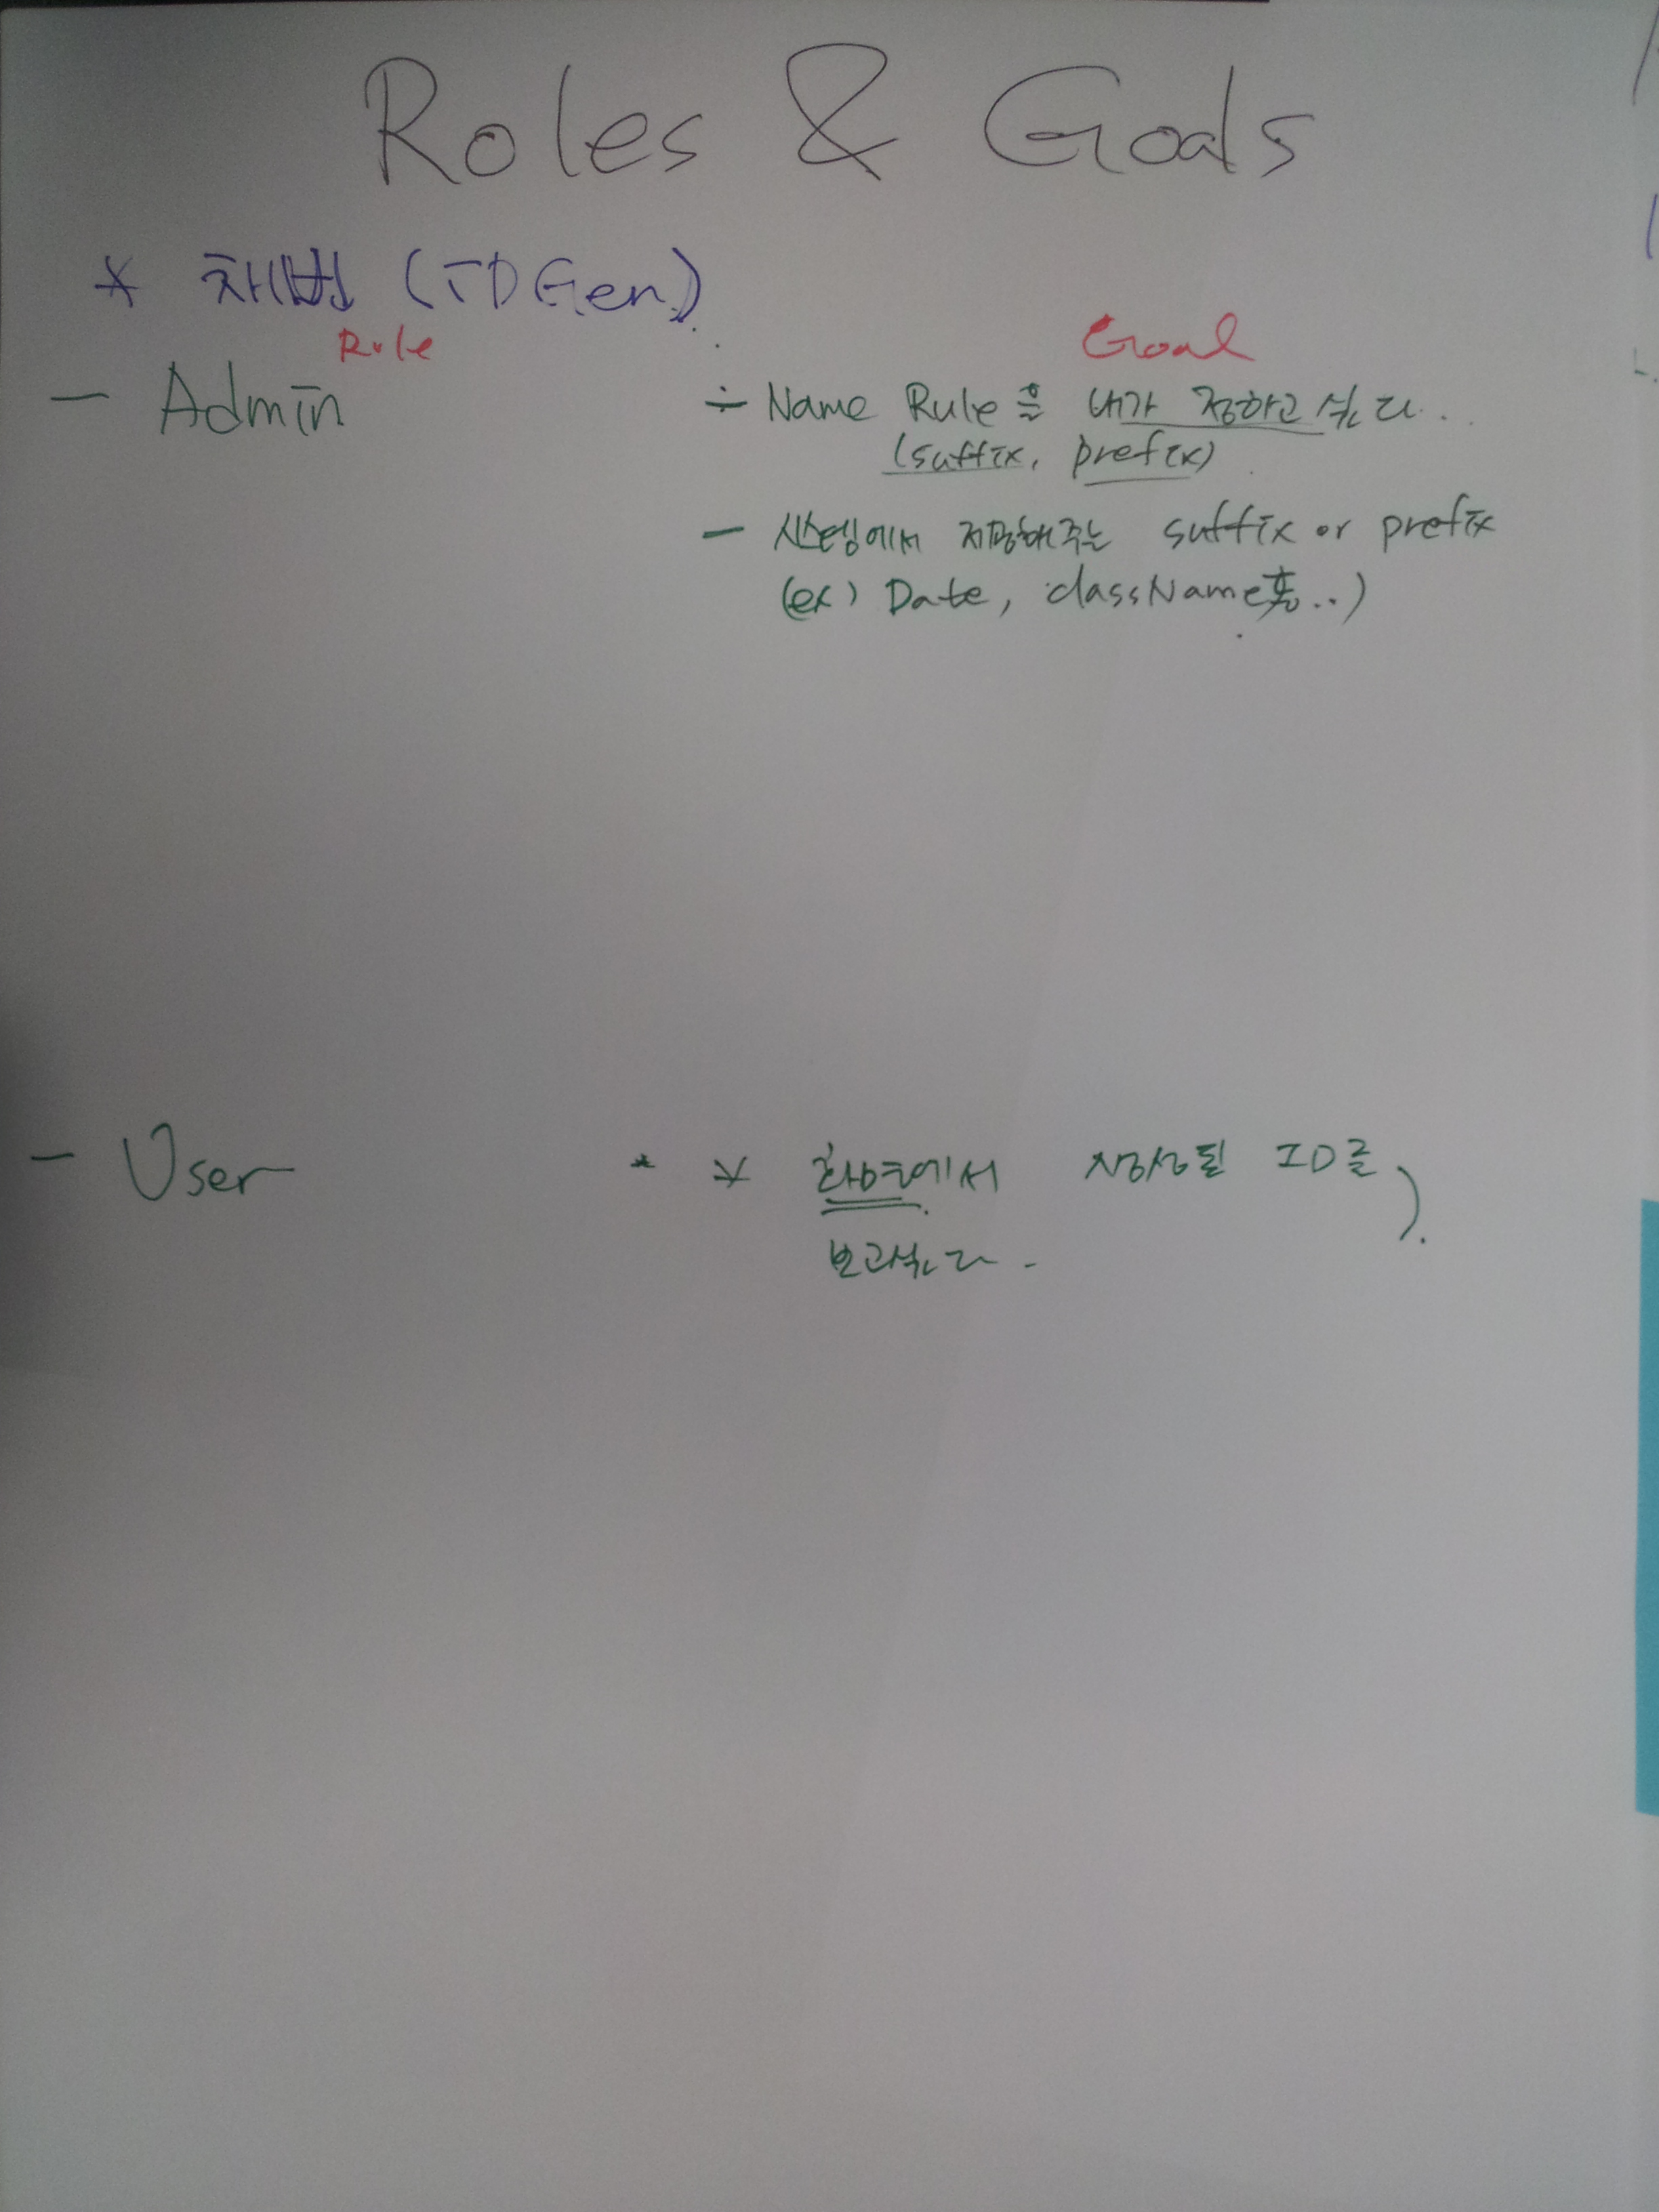 Roles & Goals
* 채번 (IDGen)
Role
Goal
- Admin
- Name Rule을 내가 정하고 싶다.
(suffix, prefix)
- 시스템에서 지정해주는 suffix or prefix
(ex) Date, className 등..)
- User
* * 화면에서 생성될 ID를
보고싶다.